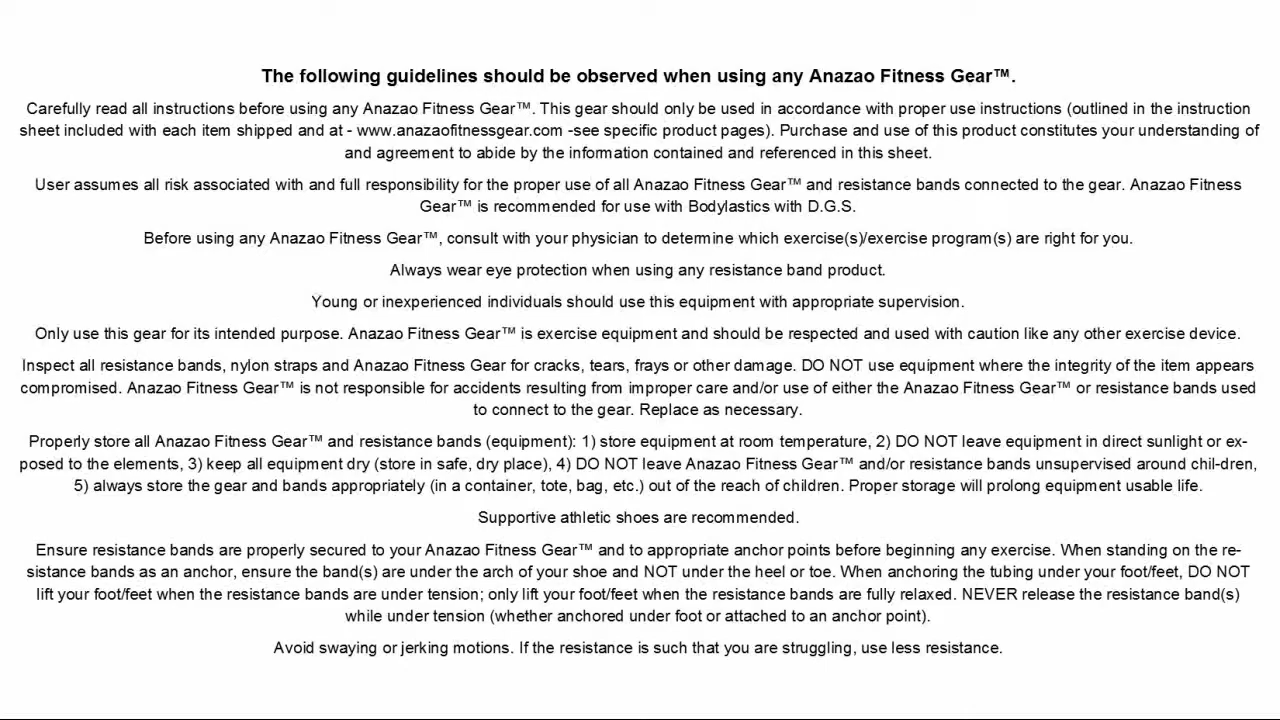 The following guidelines should be observed when using any Anazao Fitness Gear™.
Carefully read all instructions before using any Anazao Fitness Gear™. This gear should only be used in accordance with proper use instructions (outlined in the instruction
sheet included with each item shipped and at - www.anazaofitnessgear.com -see specific product pages). Purchase and use of this product constitutes your understanding of
and agreement to abide by the information contained and referenced in this sheet.
User assumes all risk associated with and full responsibility for the proper use of all Anazao Fitness Gear™ and resistance bands connected to the gear. Anazao Fitness
Gear™ is recommended for use with Bodylastics with D.G.S.
Before using any Anazao Fitness Gear™, consult with your physician to determine which exercise(s)/exercise program(s) are right for you.
Always wear eye protection when using any resistance band product.
Young or inexperienced individuals should use this equipment with appropriate supervision.
Only use this gear for its intended purpose. Anazao Fitness Gear™ is exercise equipment and should be respected and used with caution like any other exercise device.
Inspect all resistance bands, nylon straps and Anazao Fitness Gear for cracks, tears, frays or other damage. DO NOT use equipment where the integrity of the item appears
compromised. Anazao Fitness Gear™ is not responsible for accidents resulting from improper care and/or use of either the Anazao Fitness Gear™ or resistance bands used
to connect to the gear. Replace as necessary.
Properly store all Anazao Fitness Gear™ and resistance bands (equipment): 1) store equipment at room temperature, 2) DO NOT leave equipment in direct sunlight or ex-
posed to the elements, 3) keep all equipment dry (store in safe, dry place), 4) DO NOT leave Anazao Fitness Gear™ and/or resistance bands unsupervised around chil-dren,
5) always store the gear and bands appropriately (in a container, tote, bag, etc.) out of the reach of children. Proper storage will prolong equipment usable life.
Supportive athletic shoes are recommended.
Ensure resistance bands are properly secured to your Anazao Fitness Gear™ and to appropriate anchor points before beginning any exercise. When standing on the re-
sistance bands as an anchor, ensure the band(s) are under the arch of your shoe and NOT under the heel or toe. When anchoring the tubing under your foot/feet, DO NOT
lift your foot/feet when the resistance bands are under tension; only lift your foot/feet when the resistance bands are fully relaxed. NEVER release the resistance band(s)
while under tension (whether anchored under foot or attached to an anchor point).
Avoid swaying or jerking motions. If the resistance is such that you are struggling, use less resistance.